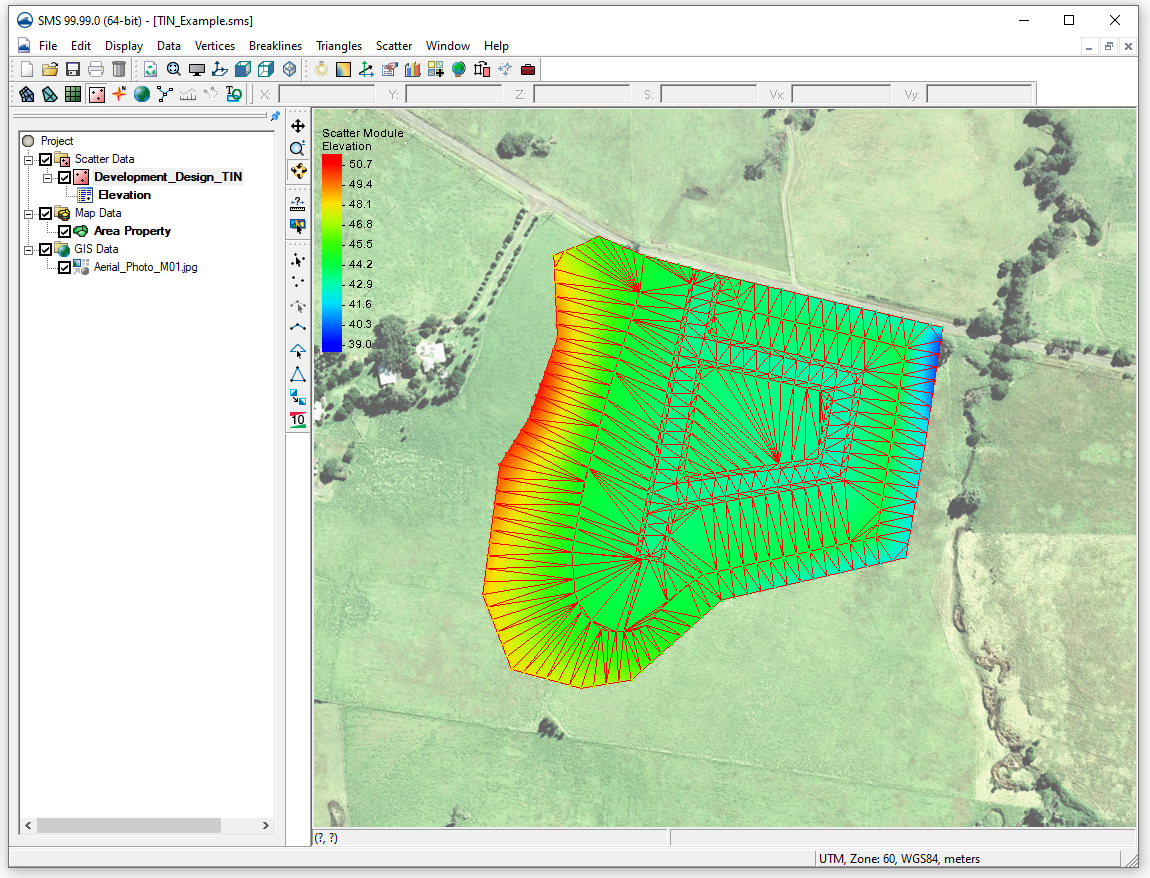 SMS 99.99.0 (64-bit) - [TIN_Example.sms]
File Edit Display Data Vertices Breaklines Triangles Scatter Window Help
X: Y: Z: S: Vx: Vy:
Project
Scatter Data
Development_Design_TIN
Elevation
Map Data
Area Property
GIS Data
Aerial_Photo_M01.jpg
10
Scatter Module
Elevation
50.7
49.4
48.1
46.8
45.5
44.2
42.9
41.6
40.3
39.0
(?, ?)
UTM, Zone: 60, WGS84, meters